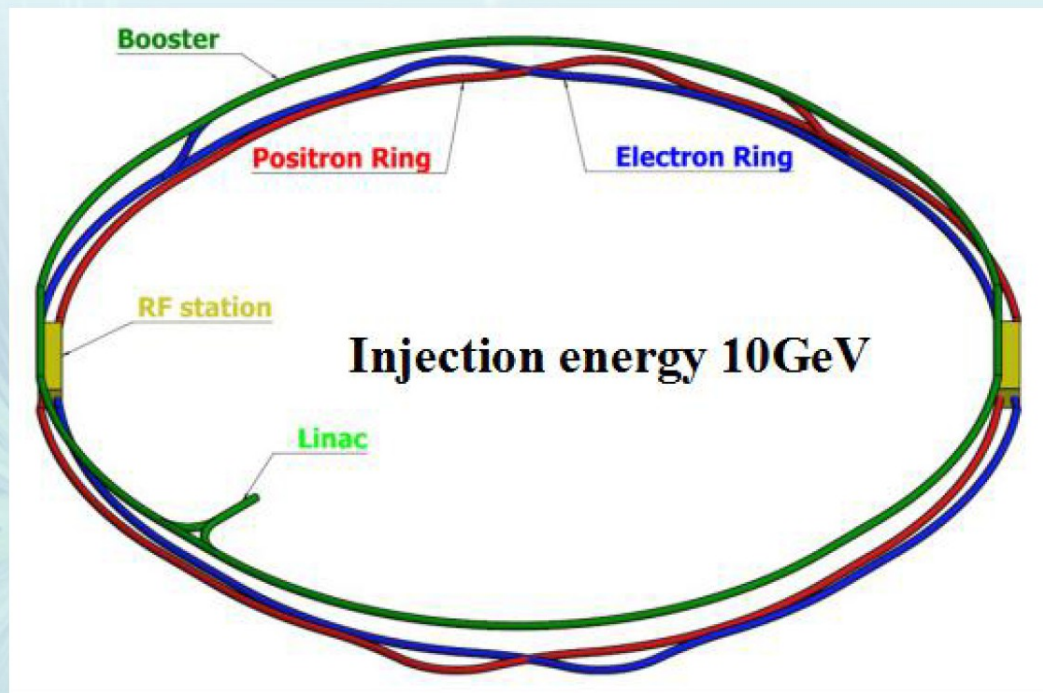 Booster
Positron Ring
Electron Ring
RF station
Injection energy 10GeV
Linac